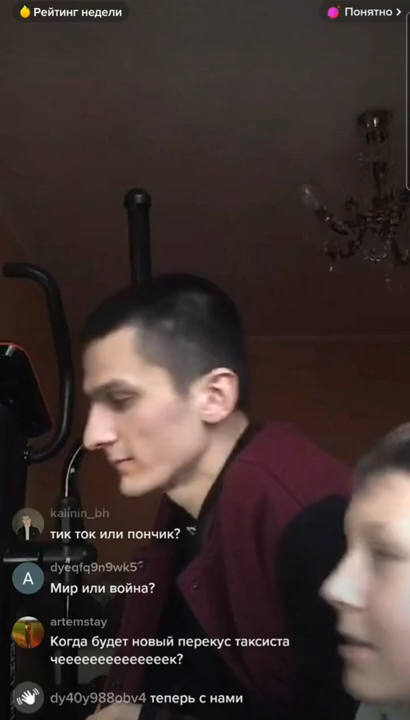 Рейтинг недели
Понятно
kalinin_bh
тик ток или пончик?
A
dyeqfq9n9wk5
Мир или война?
artemstay
Когда будет новый перекус таксиста
чеееееееееееееек?
dy40y988obv4 теперь с нами